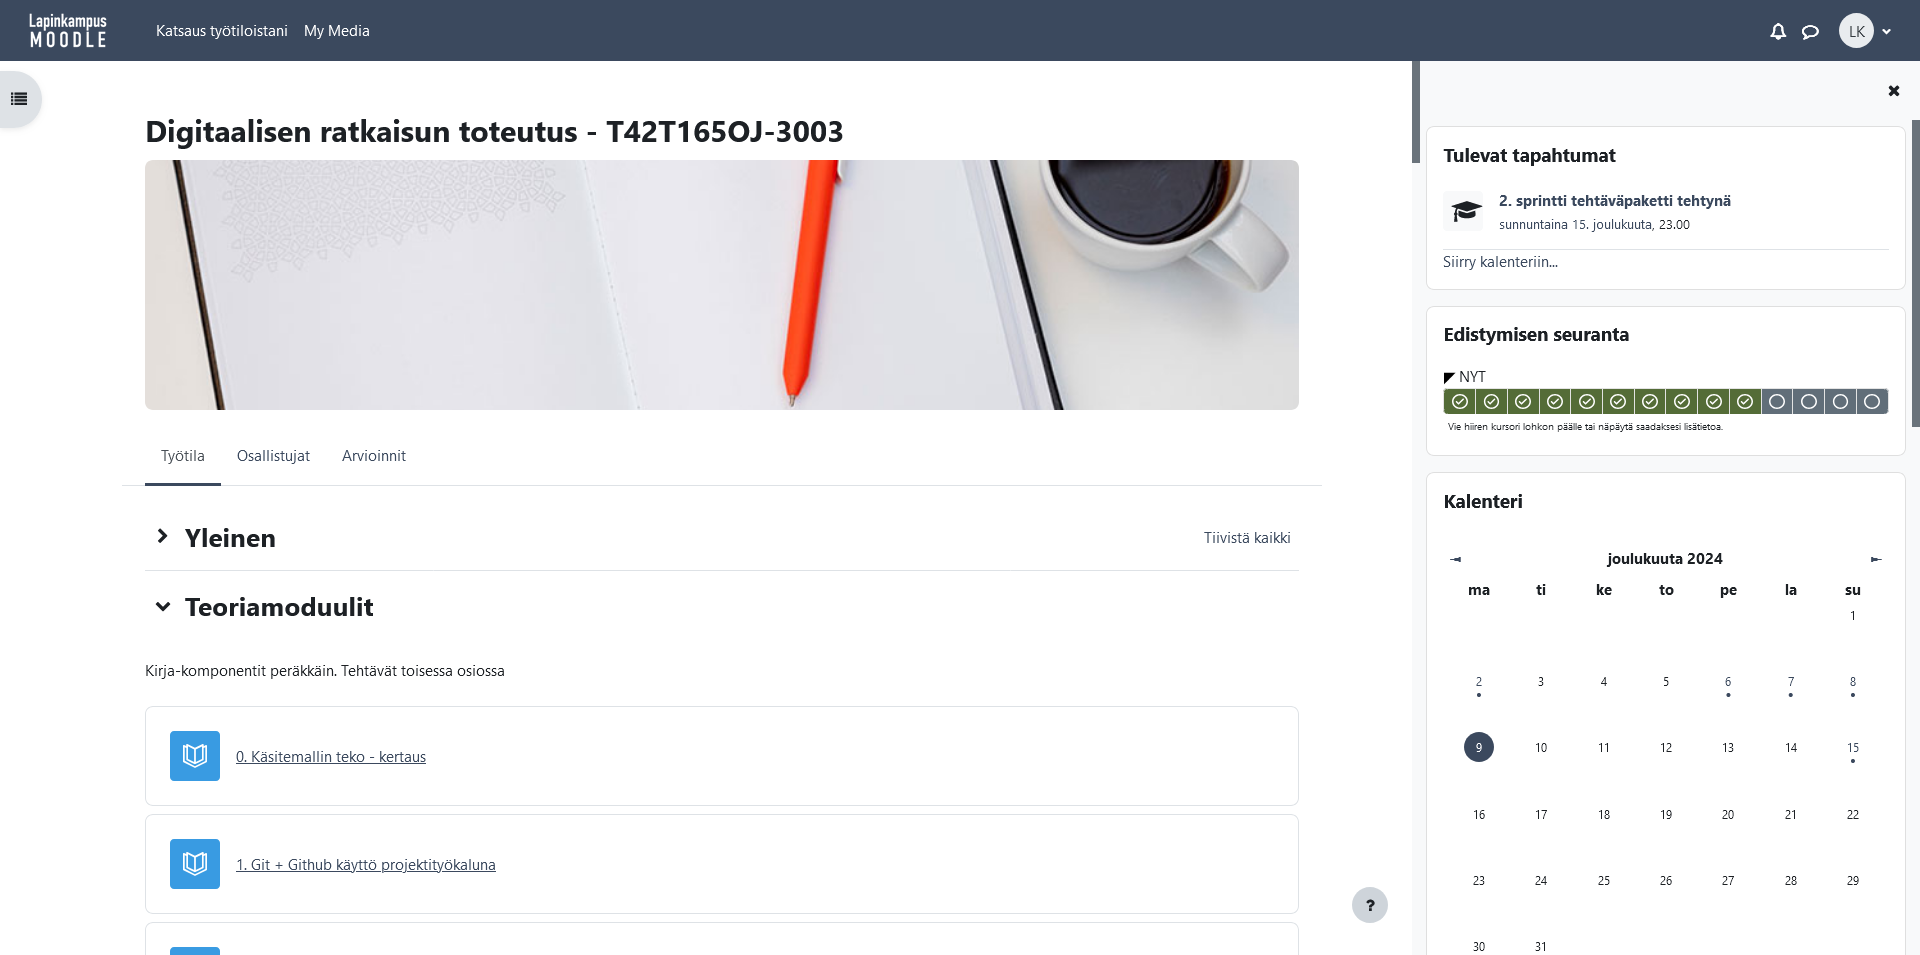 Lapinkampus
MOODLE
Katsaus työtiloistani
My Media
LK
Digitaalisen ratkaisun toteutus - T42T165OJ-3003
Työtila
Osallistujat
Arvioinnit
Yleinen
Tiivistä kaikki
Teoriamoduulit
Kirja-komponentit peräkkäin. Tehtävät toisessa osiossa
0. Käsitemallin teko - kertaus
1. Git + Github käyttö projektityökaluna
?
Tulevat tapahtumat
2. sprintti tehtäväpaketti tehtynä
sunnuntaina 15. joulukuuta, 23.00
Siirry kalenteriin...
Edistymisen seuranta
NYT
Vie hiiren kursori lohkon päälle tai näpäytä saadaksesi lisätietoa.
Kalenteri
◄ joulukuuta 2024 ►
ma ti ke to pe la su
1
2 3 4 5 6 7 8
9 10 11 12 13 14 15
16 17 18 19 20 21 22
23 24 25 26 27 28 29
30 31